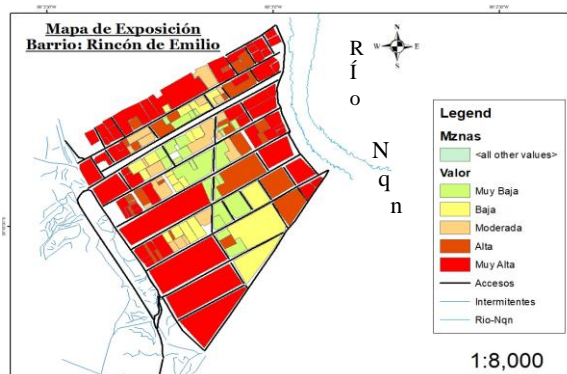 Mapa de Exposición
Barrio: Rincón de Emilio
R
Í
o
N
q
n
N
W
E
S
Legend
Mznas
<all other values>
Valor
Muy Baja
Baja
Moderada
Alta
Muy Alta
Accesos
Intermitentes
Rio-Nqn
1:8,000